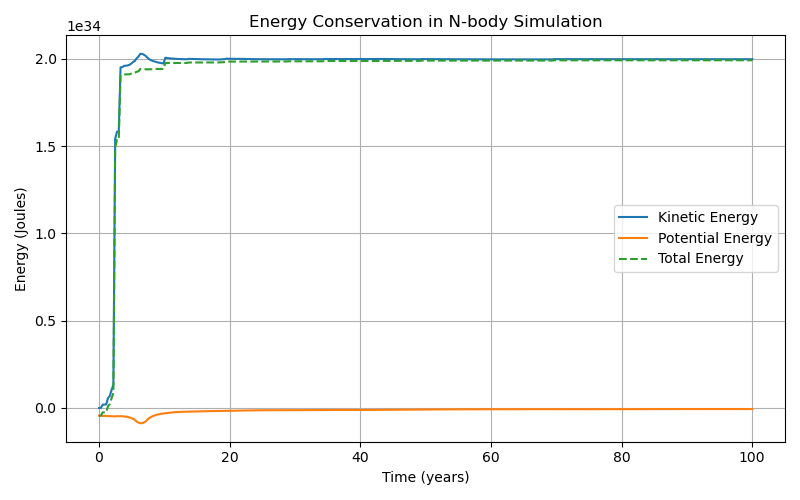 Energy Conservation in N-body Simulation
1e34
2.0
1.5
1.0
0.5
0.0
Energy (Joules)
Kinetic Energy
Potential Energy
Total Energy
0 20 40 60 80 100
Time (years)